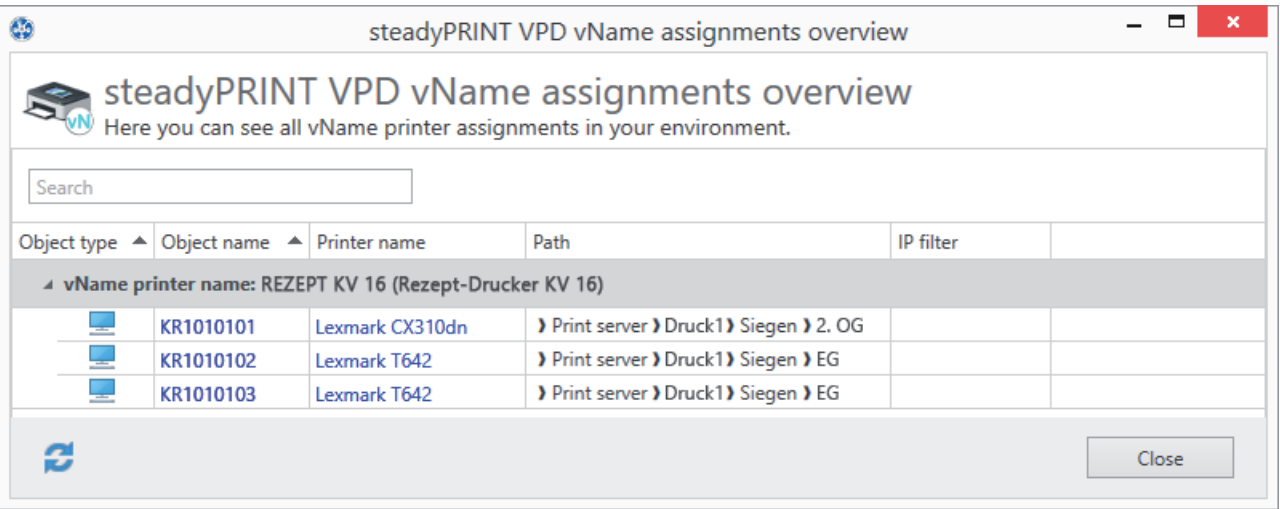 steadyPRINT VPD vName assignments overview
steadyPRINT VPD vName assignments overview
vN
Here you can see all vName printer assignments in your environment.
Search
Object type Object name Printer name Path IP filter
vName printer name: REZEPT KV 16 (Rezept-Drucker KV 16)
KR1010101 Lexmark CX310dn ❫ Print server ❫ Druck1 ❫ Siegen ❫ 2. OG
KR1010102 Lexmark T642 ❫ Print server ❫ Druck1 ❫ Siegen ❫ EG
KR1010103 Lexmark T642 ❫ Print server ❫ Druck1 ❫ Siegen ❫ EG
Close